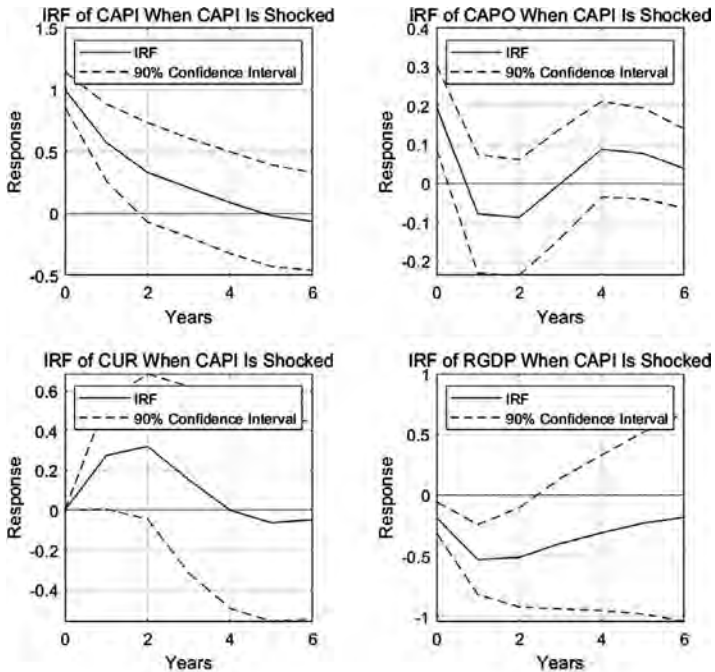 IRF of CAPI When CAPI Is Shocked
1.5
1
0.5
0
-0.5
Response
IRF
90% Confidence Interval
0 2 4 6
Years
IRF of CAPO When CAPI Is Shocked
0.4
0.3
0.2
0.1
0
-0.1
-0.2
Response
IRF
90% Confidence Interval
0 2 4 6
Years
IRF of CUR When CAPI Is Shocked
0.6
0.4
0.2
0
-0.2
-0.4
Response
IRF
90% Confidence Interval
0 2 4 6
Years
IRF of RGDP When CAPI Is Shocked
1
0.5
0
-0.5
-1
Response
IRF
90% Confidence Interval
0 2 4 6
Years